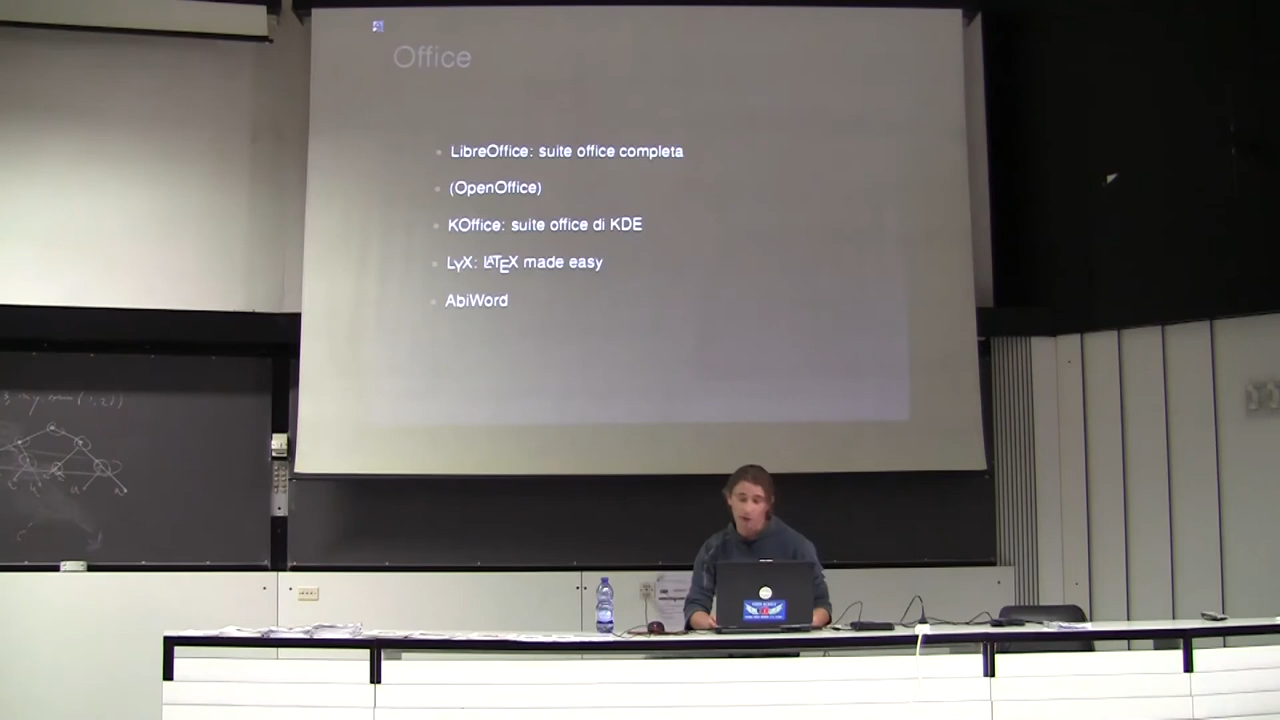 Office
LibreOffice: suite office completa
(OpenOffice)
KOffice: suite office di KDE
LyX: LATEX made easy
AbiWord